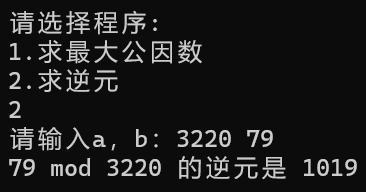 请选择程序:
1.求最大公因数
2.求逆元
2
请输入a, b: 3220 79
79 mod 3220 的逆元是 1019